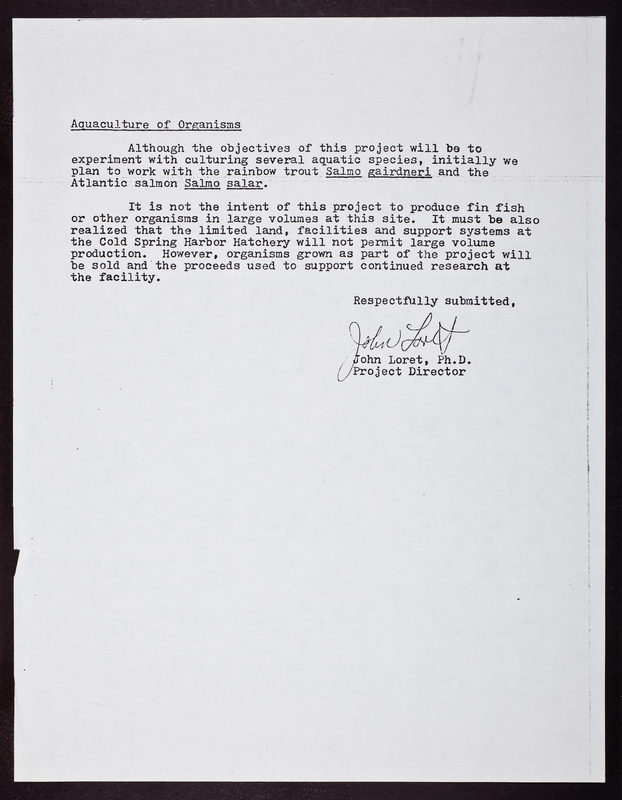 Aquaculture of Organisms
Although the objectives of this project will be to
experiment with culturing several aquatic species, initially we
plan to work with the rainbow trout Salmo gairdneri and the
Atlantic salmon Salmo salar.
It is not the intent of this project to produce fin fish
or other organisms in large volumes at this site.  It must be also
realized that the limited land, facilities and support systems at
the Cold Spring Harbor Hatchery will not permit large volume
production.  However, organisms grown as part of the project will
be sold and the proceeds used to support continued research at
the facility.
Respectfully submitted,
John Loret
John Loret, Ph.D.
Project Director